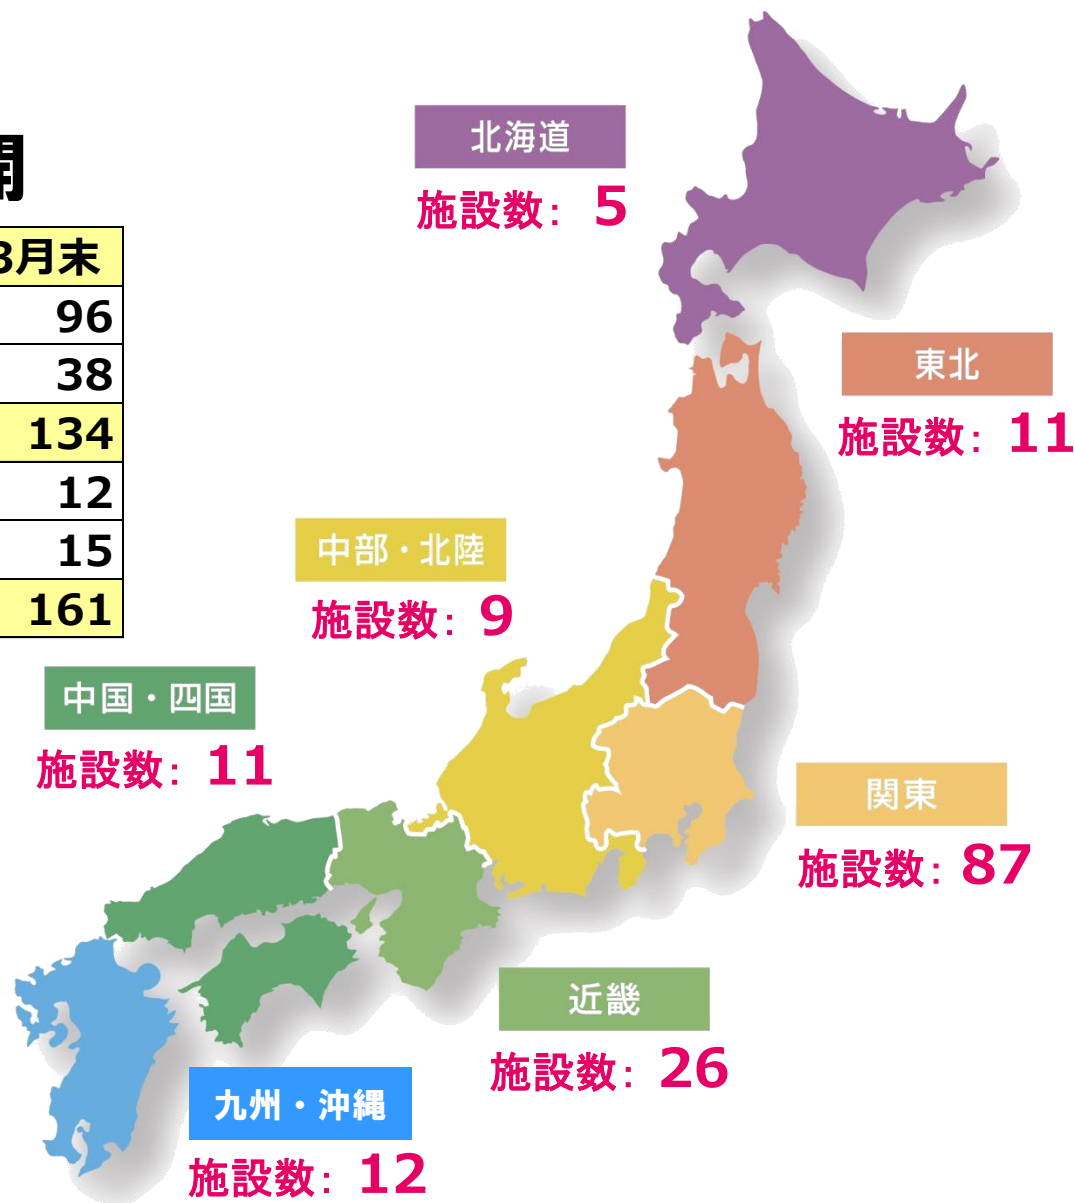 開
3月末
96
38
134
12
15
161
北海道
施設数: 5
東北
施設数: 11
中部・北陸
施設数: 9
中国・四国
施設数: 11
関東
施設数: 87
近畿
施設数: 26
九州・沖縄
施設数: 12